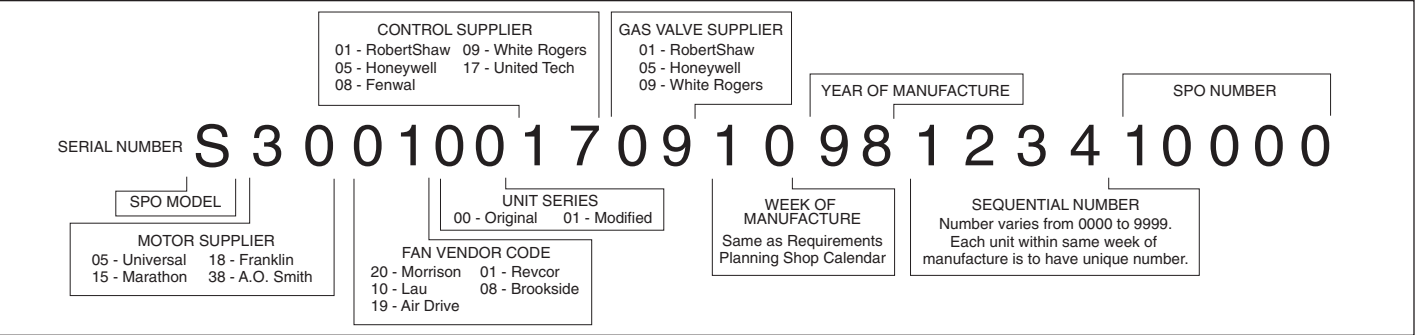 CONTROL SUPPLIER
01 - RobertShaw 09 - White Rogers
05 - Honeywell 17 - United Tech
08 - Fenwal
GAS VALVE SUPPLIER
01 - RobertShaw
05 - Honeywell
09 - White Rogers
YEAR OF MANUFACTURE
SPO NUMBER
SERIAL NUMBER S 3 0 0 1 0 0 1 7 0 9 1 0 9 8 1 2 3 4 1 0 0 0 0
SPO MODEL
MOTOR SUPPLIER
05 - Universal 18 - Franklin
15 - Marathon 38 - A.O. Smith
UNIT SERIES
00 - Original 01 - Modified
FAN VENDOR CODE
20 - Morrison 01 - Revcor
10 - Lau 08 - Brookside
19 - Air Drive
WEEK OF
MANUFACTURE
Same as Requirements
Planning Shop Calendar
SEQUENTIAL NUMBER
Number varies from 0000 to 9999.
Each unit within same week of
manufacture is to have unique number.